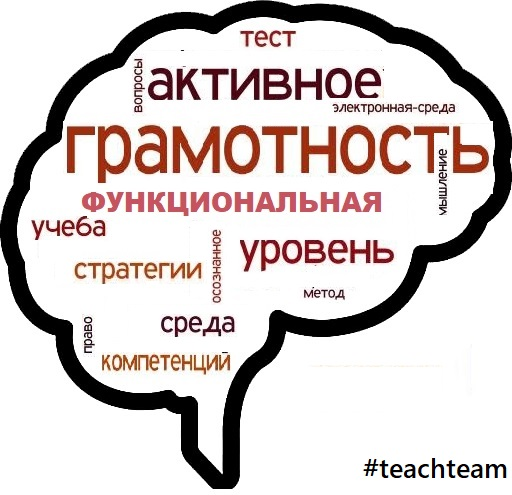 тест
вопросы
активное
электронная-среда
грамотность
мышление
ФУНКЦИОНАЛЬНАЯ
учеба
осознанное
уровень
стратегии
метод
право
среда
компетенций
#teachteam